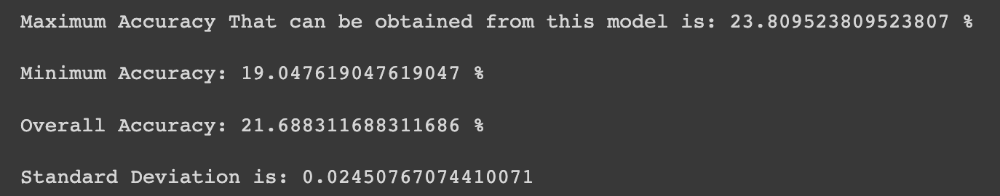 Maximum Accuracy That can be obtained from this model is: 23.809523809523807 %
Minimum Accuracy: 19.047619047619047 %
Overall Accuracy: 21.688311688311686 %
Standard Deviation is: 0.02450767074410071